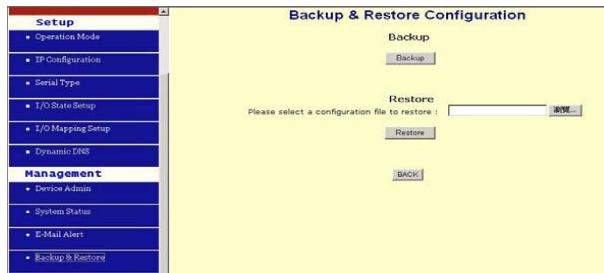 Setup
Operation Mode
IP Configuration
Serial Type
I/O State Setup
I/O Mapping Setup
Dynamic DNS
Management
Device Admin
System Status
E-Mail Alert
Backup & Restore
Backup & Restore Configuration
Backup
Backup
Restore
Please select a configuration file to restore : 瀏覽...
Restore
BACK